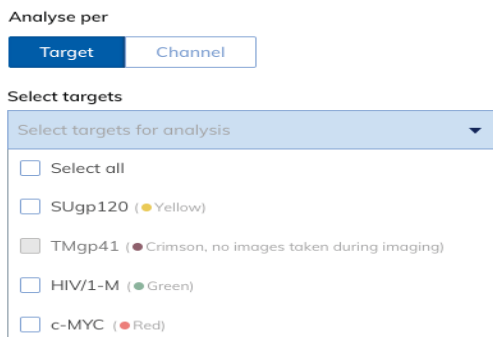 Analyse per
Target Channel
Select targets
Select targets for analysis
Select all
SUgp120 (Yellow)
TMgp41 (Crimson, no images taken during imaging)
HIV/1-M (Green)
c-MYC (Red)